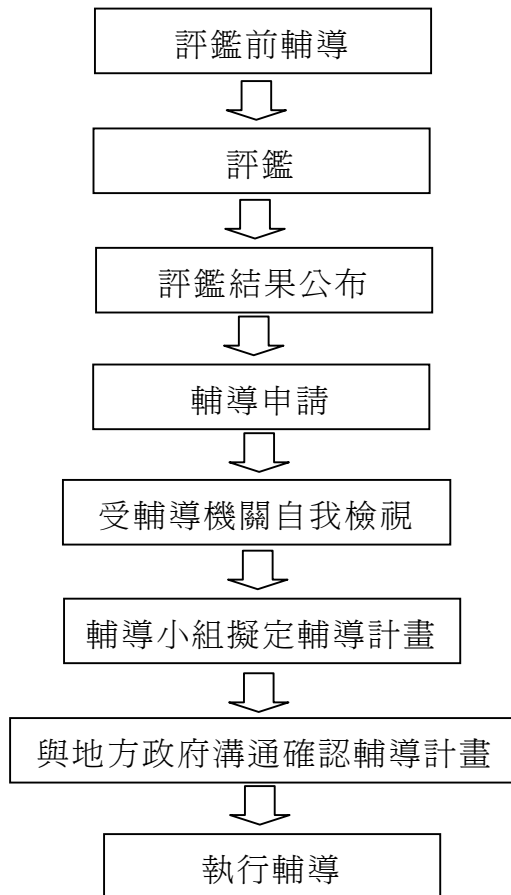 評鑑前輔導
評鑑
評鑑結果公布
輔導申請
受輔導機關自我檢視
輔導小組擬定輔導計畫
與地方政府溝通確認輔導計畫
執行輔導